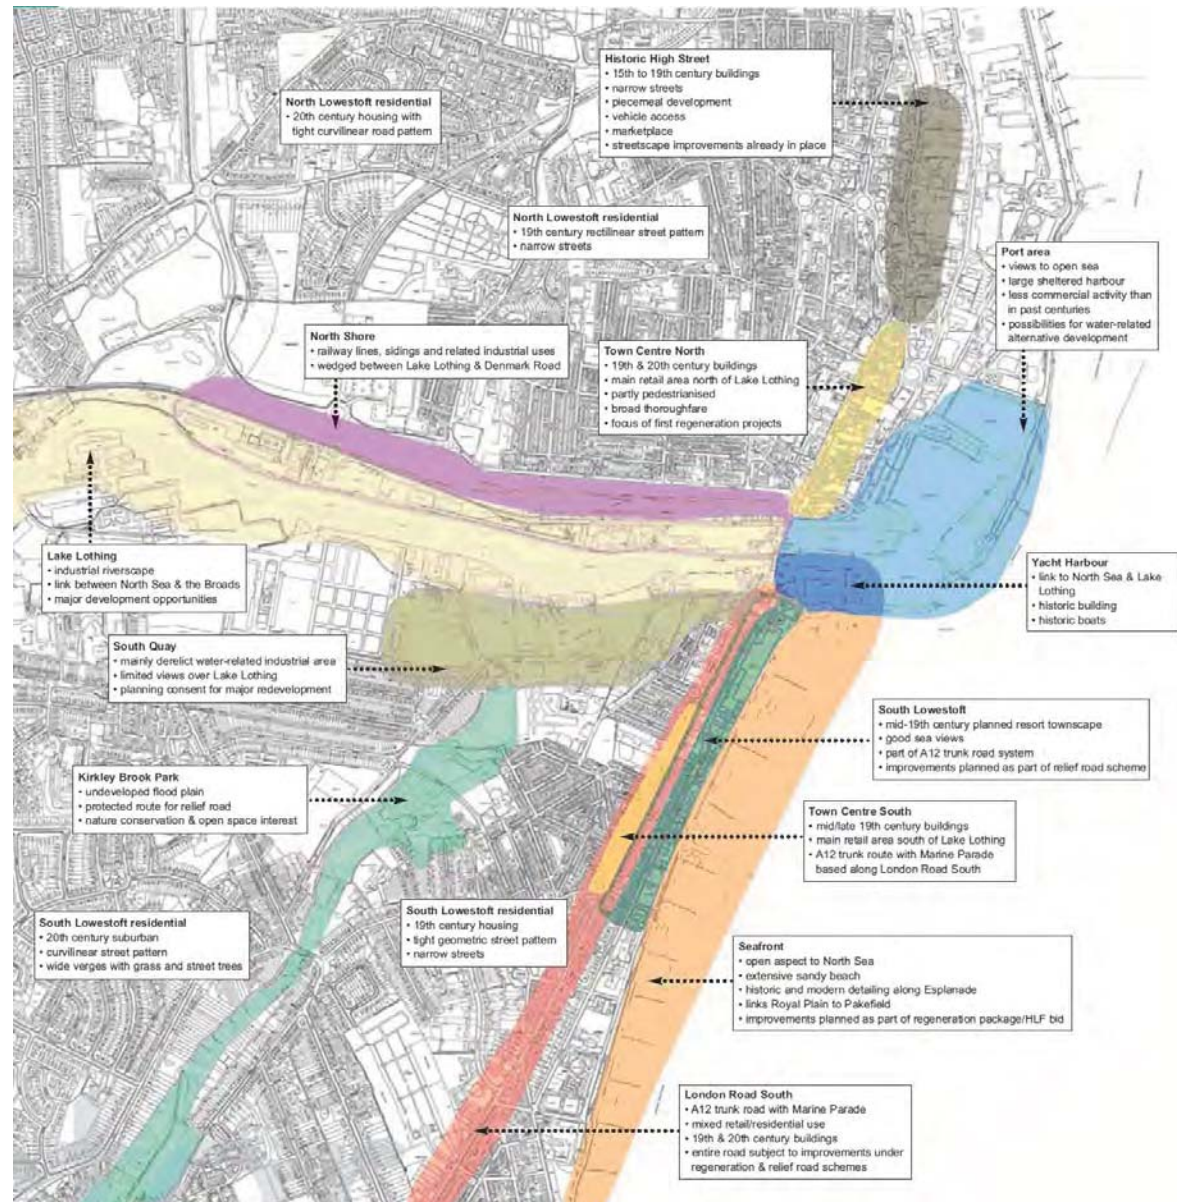 Historic High Street
• 15th to 19th century buildings
• narrow streets
• piecemeal development
• vehicle access
• marketplace
• streetscape improvements already in place
North Lowestoft residential
• 20th century housing with
tight curvilinear road pattern
North Lowestoft residential
• 19th century rectilinear street pattern
• narrow streets
Port area
• views to open sea
• large sheltered harbour
• less commercial activity than
in past centuries
• possibilities for water-related
alternative development
North Shore
• railway lines, sidings and related industrial uses
• wedged between Lake Lothing & Denmark Road
Town Centre North
• 19th & 20th century buildings
• main retail area north of Lake Lothing
• partly pedestrianised
• broad thoroughfare
• focus of first regeneration projects
Lake Lothing
• industrial riverscape
• link between North Sea & the Broads
• major development opportunities
Yacht Harbour
• link to North Sea & Lake
Lothing
• historic building
• historic boats
South Quay
• mainly derelict water-related industrial area
• limited views over Lake Lothing
• planning consent for major redevelopment
South Lowestoft
• mid-19th century planned resort townscape
• good sea views
• part of A12 trunk road system
• improvements planned as part of relief road scheme
Kirkley Brook Park
• undeveloped flood plain
• protected route for relief road
• nature conservation & open space interest
Town Centre South
• mid/late 19th century buildings
• main retail area south of Lake Lothing
• A12 trunk route with Marine Parade
based along London Road South
South Lowestoft residential
• 20th century suburban
• curvilinear street pattern
• wide verges with grass and street trees
South Lowestoft residential
• 19th century housing
• tight geometric street pattern
• narrow streets
Seafront
• open aspect to North Sea
• extensive sandy beach
• historic and modern detailing along Esplanade
• links Royal Plain to Pakefield
• improvements planned as part of regeneration package/HLF bid
London Road South
• A12 trunk road with Marine Parade
• mixed retail/residential use
• 19th & 20th century buildings
• entire road subject to improvements under
regeneration & relief road schemes